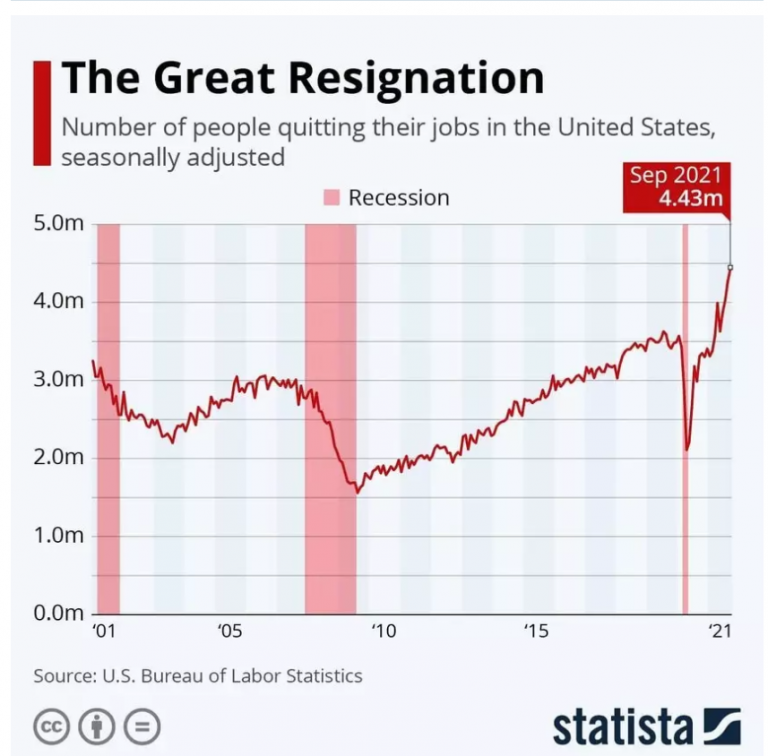 The Great Resignation
Number of people quitting their jobs in the United States,
seasonally adjusted
Sep 2021
4.43m
Recession
5.0m
4.0m
3.0m
2.0m
1.0m
0.0m
'01 '05 '10 '15 '21
Source: U.S. Bureau of Labor Statistics
cc
statista